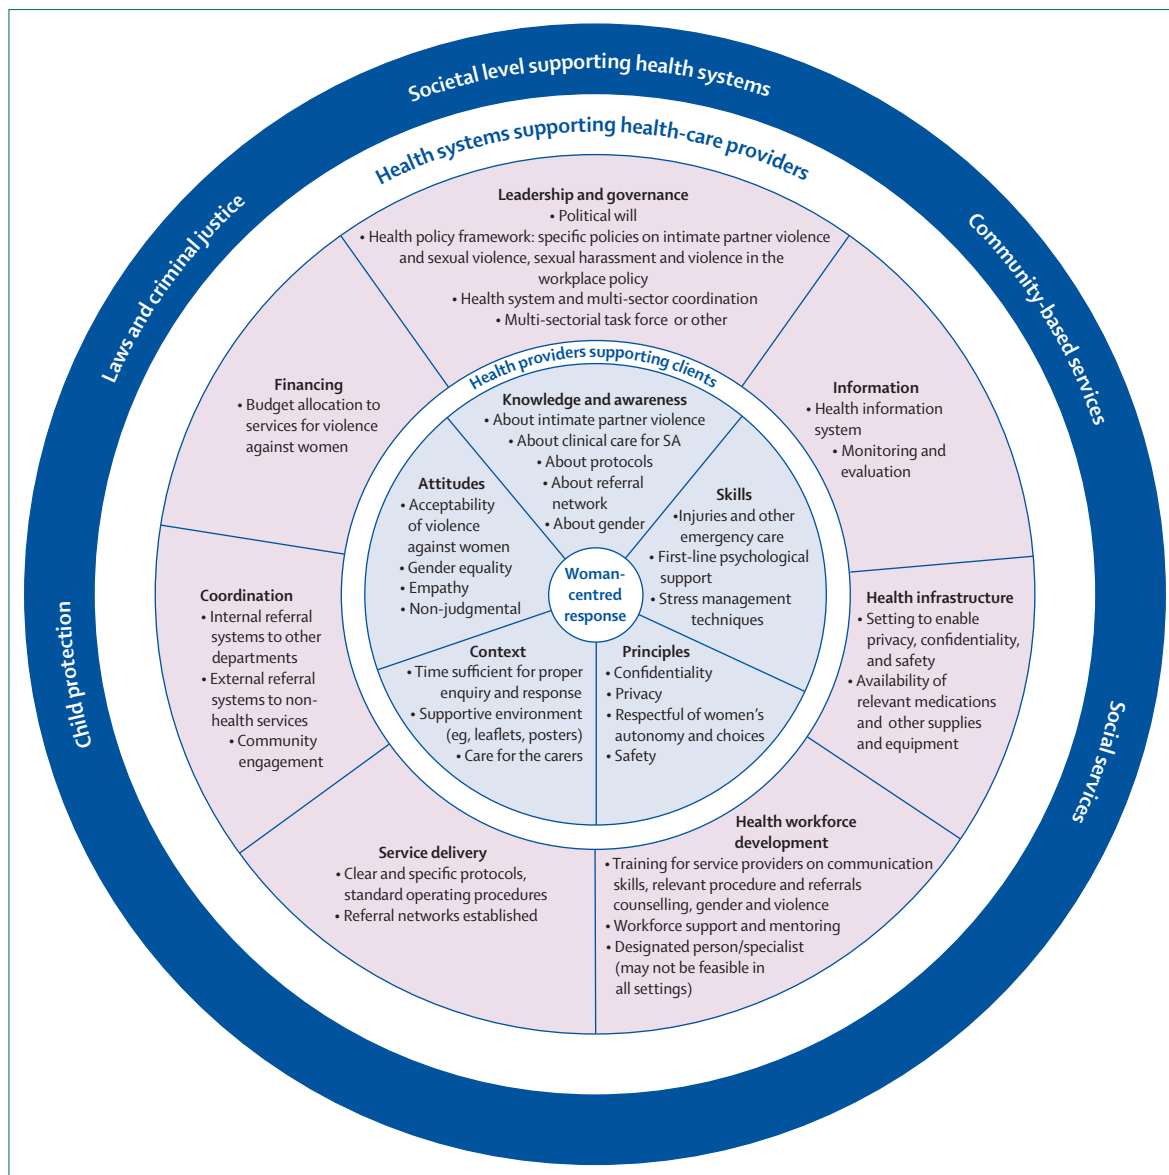 Societal level supporting health systems
Laws and criminal justice
Community-based services
Child protection
Social services
Health systems supporting health-care providers
Leadership and governance
• Political will
• Health policy framework: specific policies on intimate partner violence
and sexual violence, sexual harassment and violence in the
workplace policy
• Health system and multi-sector coordination
• Multi-sectorial task force or other
Information
• Health information
system
• Monitoring and
evaluation
Health infrastructure
• Setting to enable
privacy, confidentiality,
and safety
• Availability of
relevant medications
and other supplies
and equipment
Health workforce
development
• Training for service providers on communication
skills, relevant procedure and referrals
counselling, gender and violence
• Workforce support and mentoring
• Designated person/specialist
(may not be feasible in
all settings)
Service delivery
• Clear and specific protocols,
standard operating procedures
• Referral networks established
Coordination
• Internal referral
systems to other
departments
• External referral
systems to non-
health services
• Community
engagement
Financing
• Budget allocation to
services for violence
against women
Health providers supporting clients
Knowledge and awareness
• About intimate partner violence
• About clinical care for SA
• About protocols
• About referral
network
• About gender
Skills
• Injuries and other
emergency care
• First-line psychological
support
• Stress management
techniques
Principles
• Confidentiality
• Privacy
• Respectful of women's
autonomy and choices
• Safety
Context
• Time sufficient for proper
enquiry and response
• Supportive environment
(eg, leaflets, posters)
• Care for the carers
Attitudes
• Acceptability
of violence
against women
• Gender equality
• Empathy
• Non-judgmental
Woman-
centred
response